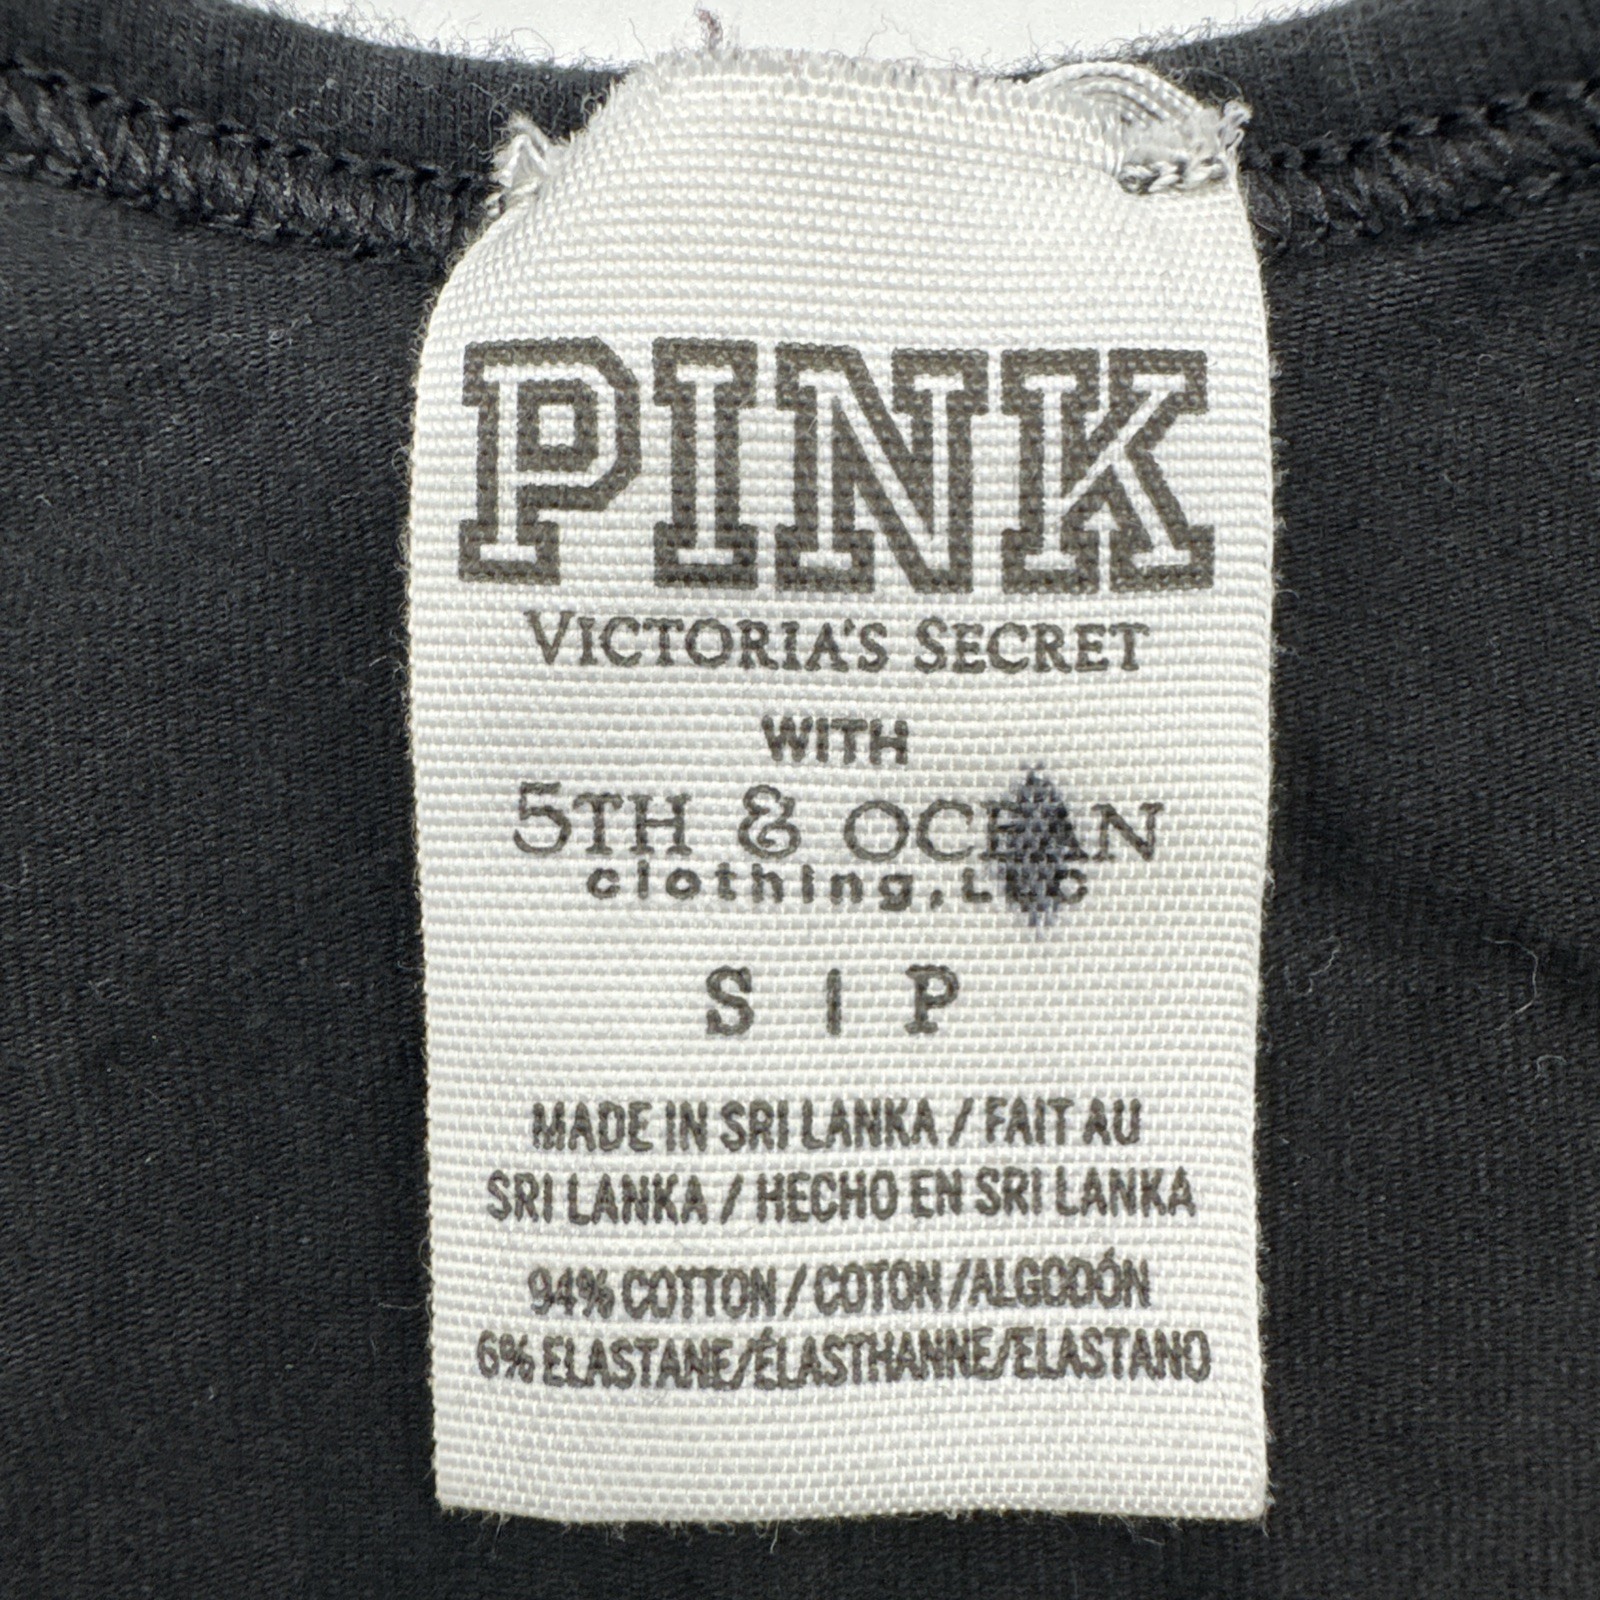 PINK
VICTORIA'S SECRET
WITH
5TH & OCEAN
clothing, LLC
S | P
MADE IN SRI LANKA / FAIT AU
SRI LANKA / HECHO EN SRI LANKA
94% COTTON / COTON / ALGODÓN
6% ELASTANE/ÉLASTHANNE/ELASTANO